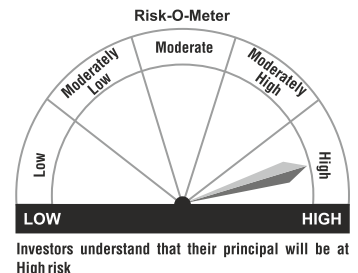 Risk-O-Meter
Moderate
Moderately
Low
Moderately
High
Low
High
LOW
HIGH
Investors understand that their principal will be at
High risk